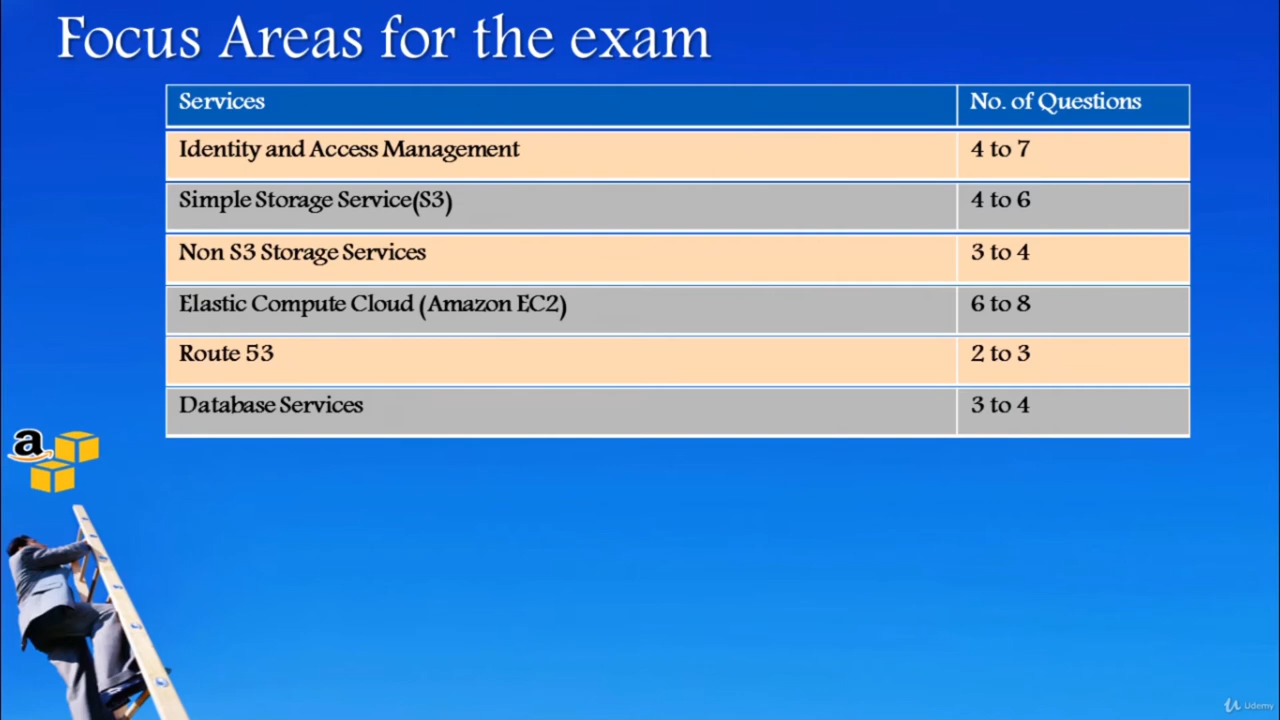 Focus Areas for the exam
Services No. of Questions
Identity and Access Management 4 to 7
Simple Storage Service(S3) 4 to 6
Non S3 Storage Services 3 to 4
Elastic Compute Cloud (Amazon EC2) 6 to 8
Route 53 2 to 3
Database Services 3 to 4
a
Udemy